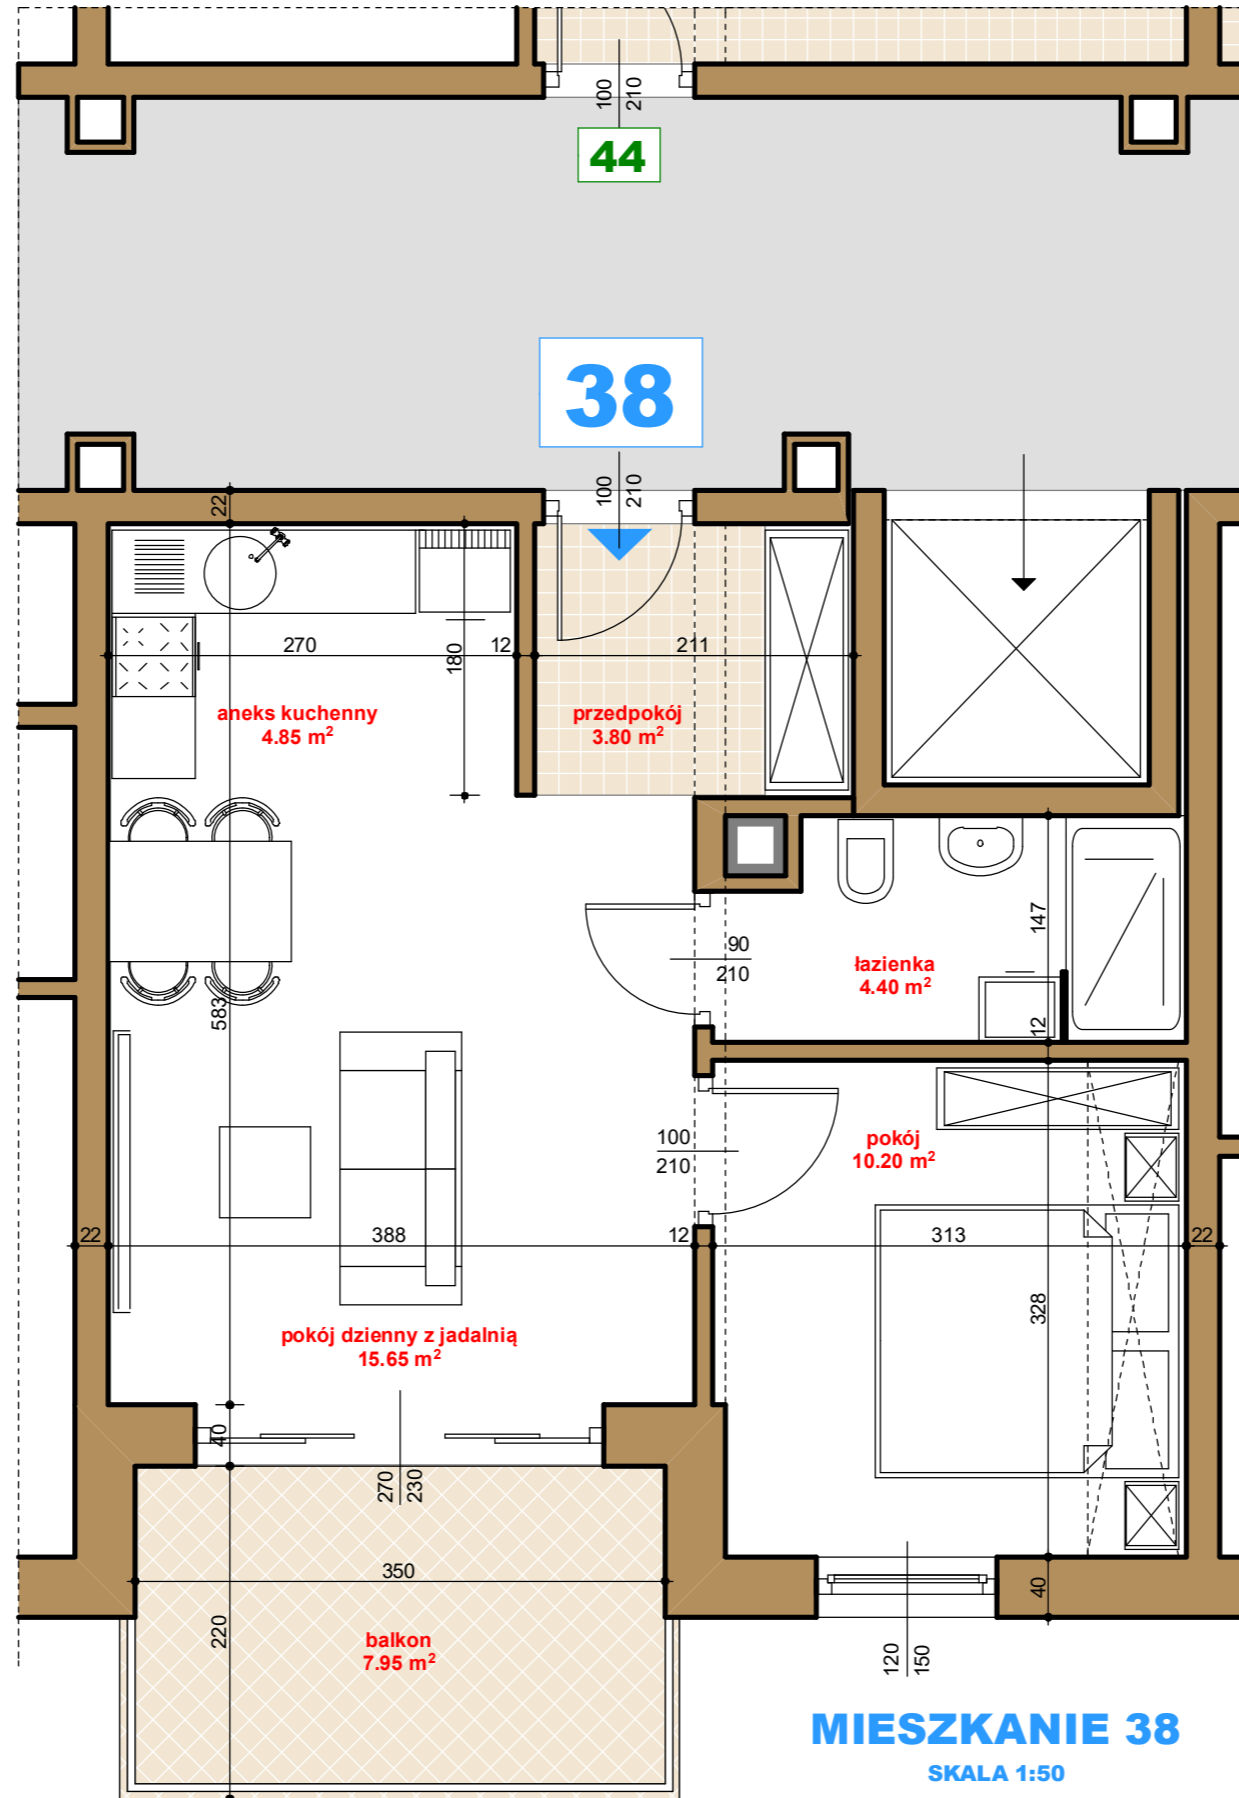 100
210
44
38
100
210
22
270
12
180
211
aneks kuchenny
4.85 m²
przedpokój
3.80 m²
583
147
90
210
łazienka
4.40 m²
12
100
210
pokój
10.20 m²
22
388
12
313
22
328
pokój dzienny z jadalnią
15.65 m²
40
270
230
350
40
220
balkon
7.95 m²
120
150
MIESZKANIE 38
SKALA 1:50